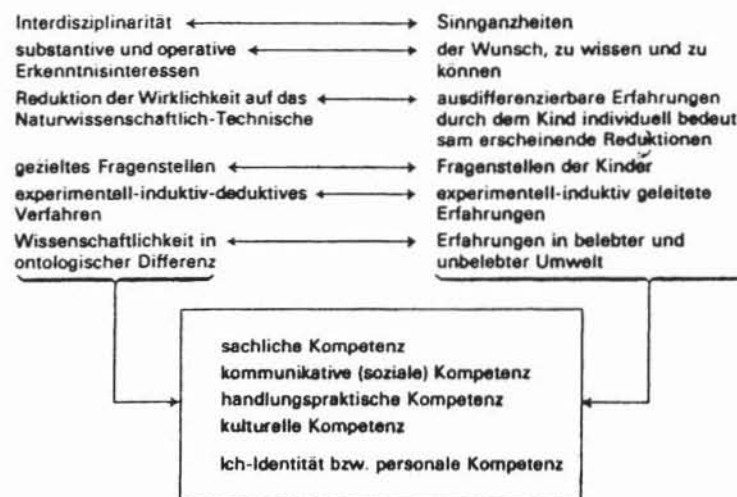 Interdisziplinarität
Sinnganzheiten
substantive und operative
Erkenntnisinteressen
der Wunsch, zu wissen und zu
können
Reduktion der Wirklichkeit auf das
Naturwissenschaftlich-Technische
ausdifferenzierbare Erfahrungen
durch dem Kind individuell bedeut
sam erscheinende Reduktionen
gezieltes Fragenstellen
Fragenstellen der Kinder
experimentell-induktiv-deduktives
Verfahren
experimentell-induktiv geleitete
Erfahrungen
Wissenschaftlichkeit in
ontologischer Differenz
Erfahrungen in belebter und
unbelebter Umwelt
sachliche Kompetenz
kommunikative (soziale) Kompetenz
handlungspraktische Kompetenz
kulturelle Kompetenz
Ich-Identität bzw. personale Kompetenz